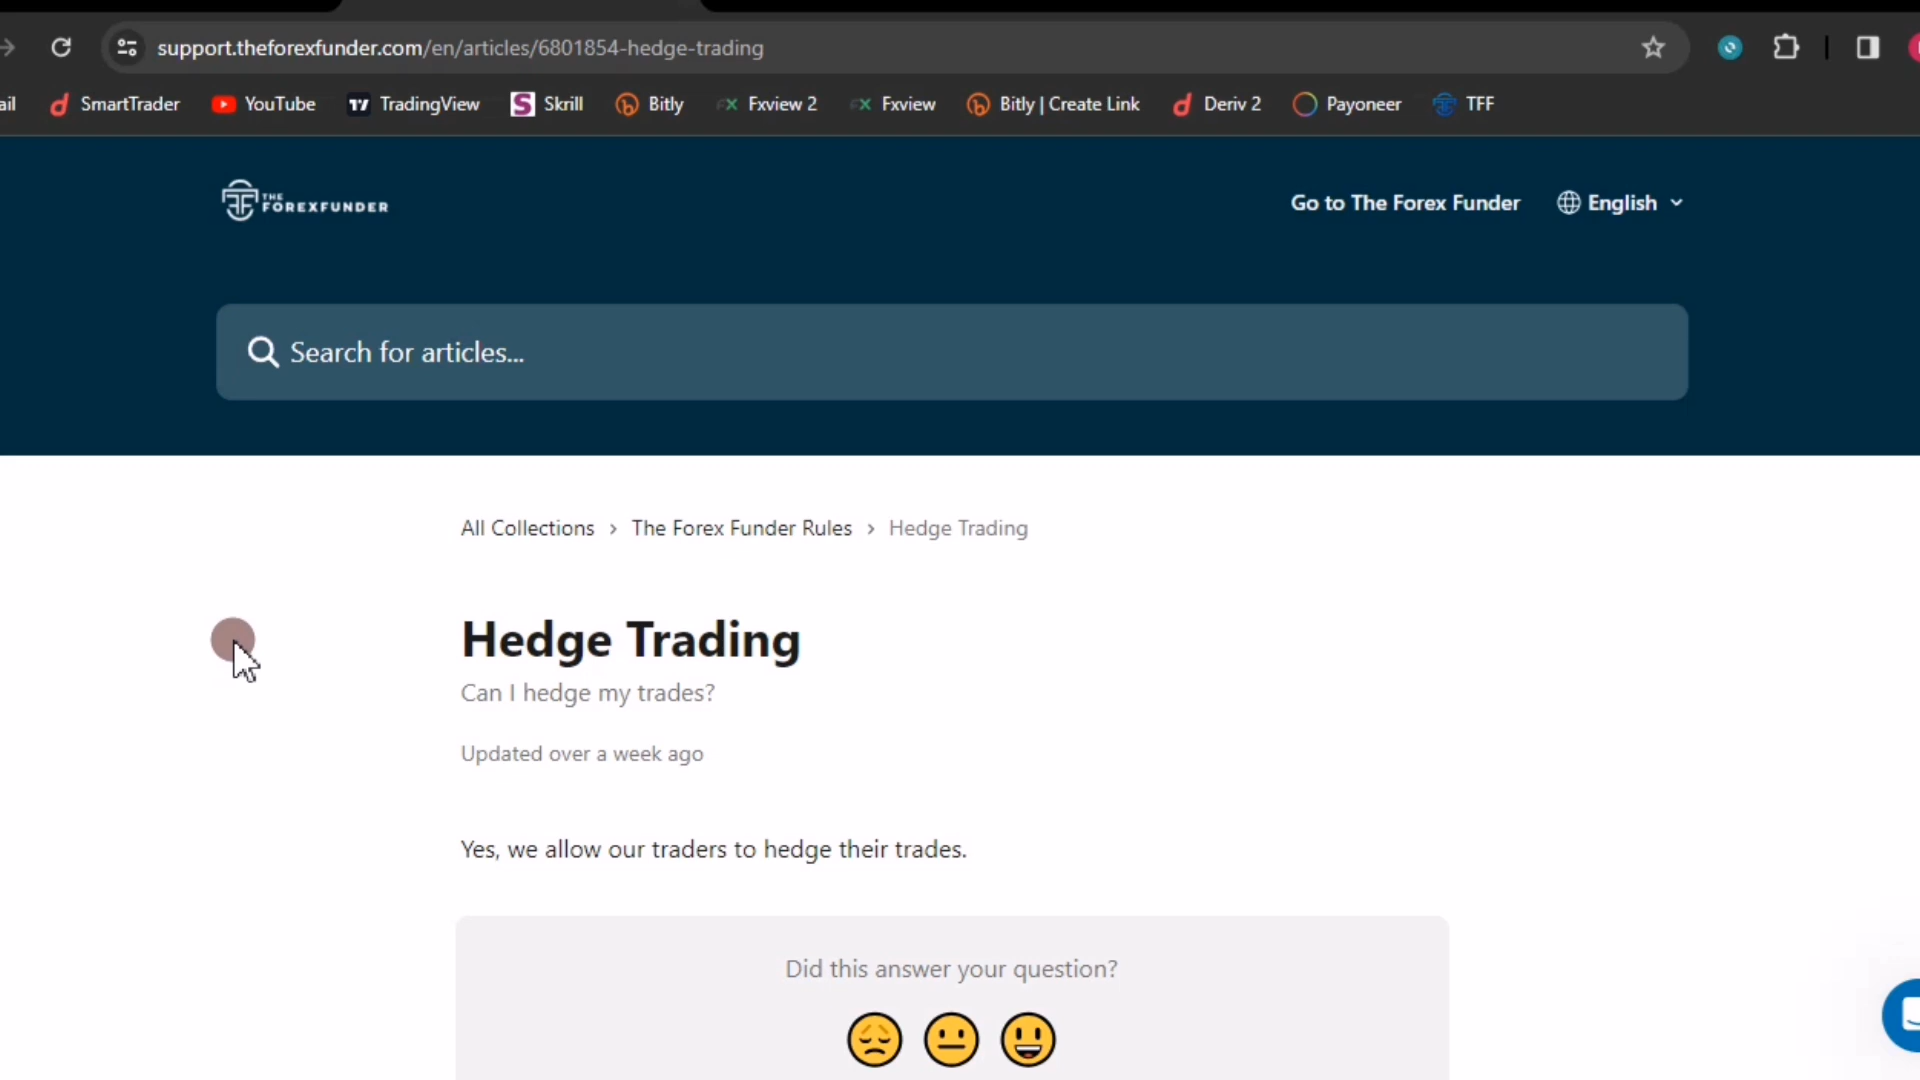 support.theforexfunder.com/en/articles/6801854-hedge-trading
ail SmartTrader YouTube TradingView Skrill Bitly Fxview 2 Fxview Bitly | Create Link Deriv 2 Payoneer TFF
THE FOREXFUNDER
Go to The Forex Funder English
Search for articles...
All Collections > The Forex Funder Rules > Hedge Trading
Hedge Trading
Can I hedge my trades?
Updated over a week ago
Yes, we allow our traders to hedge their trades.
Did this answer your question?